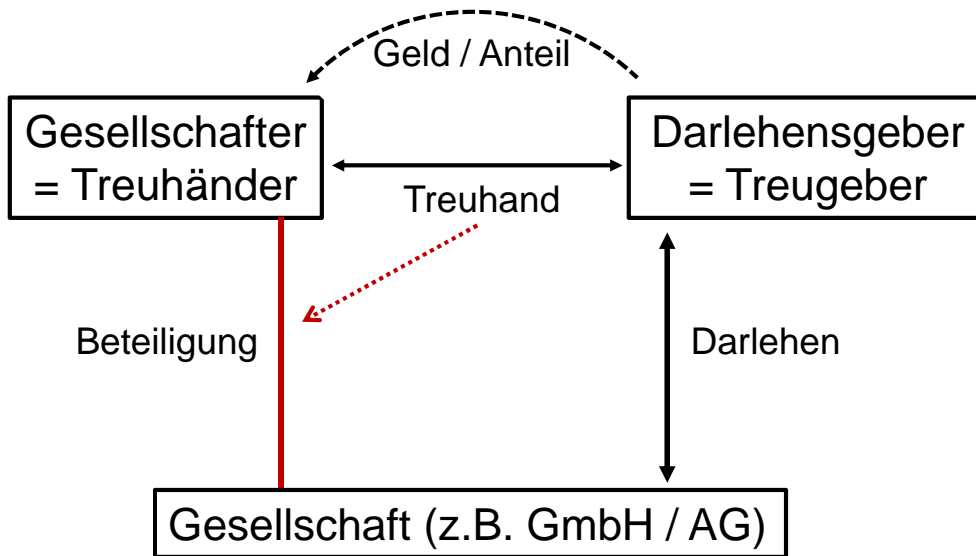 Geld / Anteil
Gesellschafter
= Treuhänder
Darlehensgeber
= Treugeber
Treuhand
Beteiligung
Darlehen
Gesellschaft (z.B. GmbH / AG)